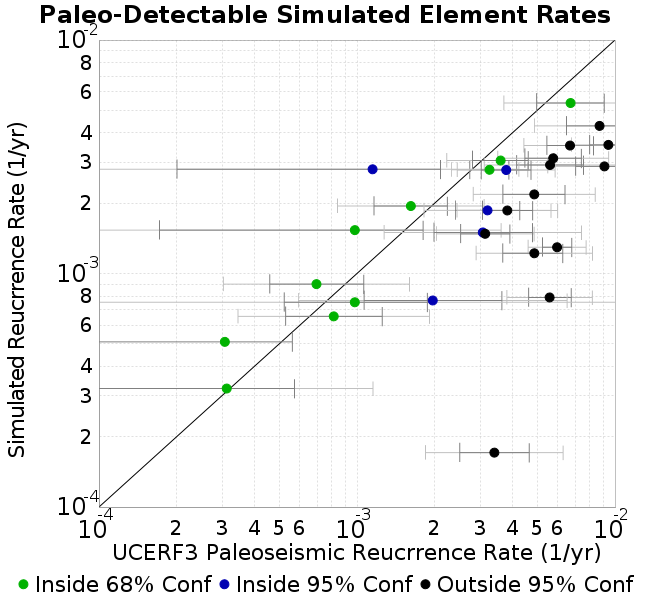 Paleo-Detectable Simulated Element Rates
10-2
8
6
4
3
2
10-3
8
6
4
3
2
10-4
Simulated Reucrrence Rate (1/yr)
10-4 2 3 4 5 6 10-3 2 3 4 5 6 10-2
UCERF3 Paleoseismic Reucrrence Rate (1/yr)
Inside 68% Conf Inside 95% Conf Outside 95% Conf